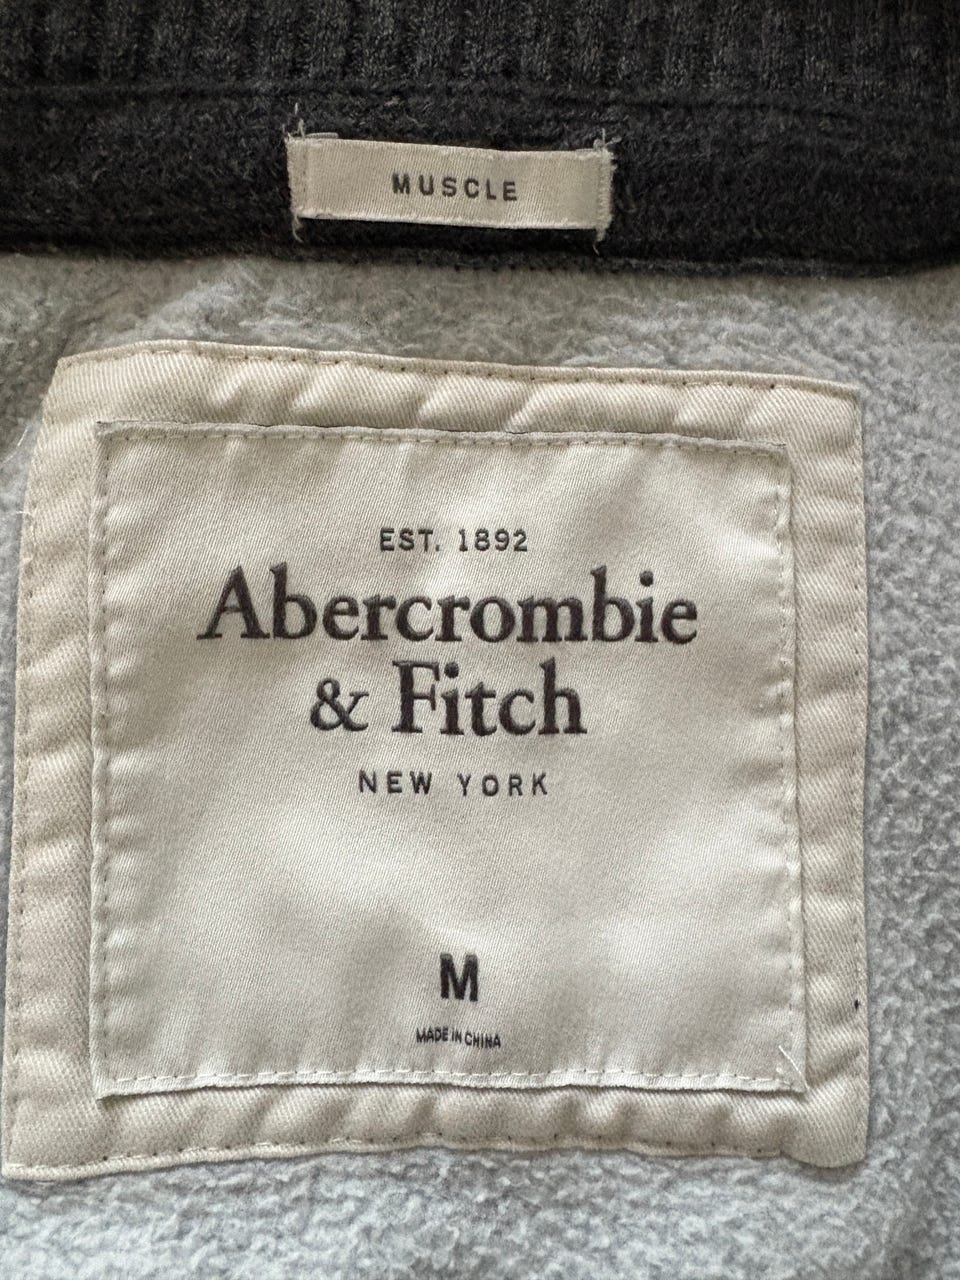 MUSCLE
EST. 1892
Abercrombie
& Fitch
NEW YORK
M
MADE IN CHINA